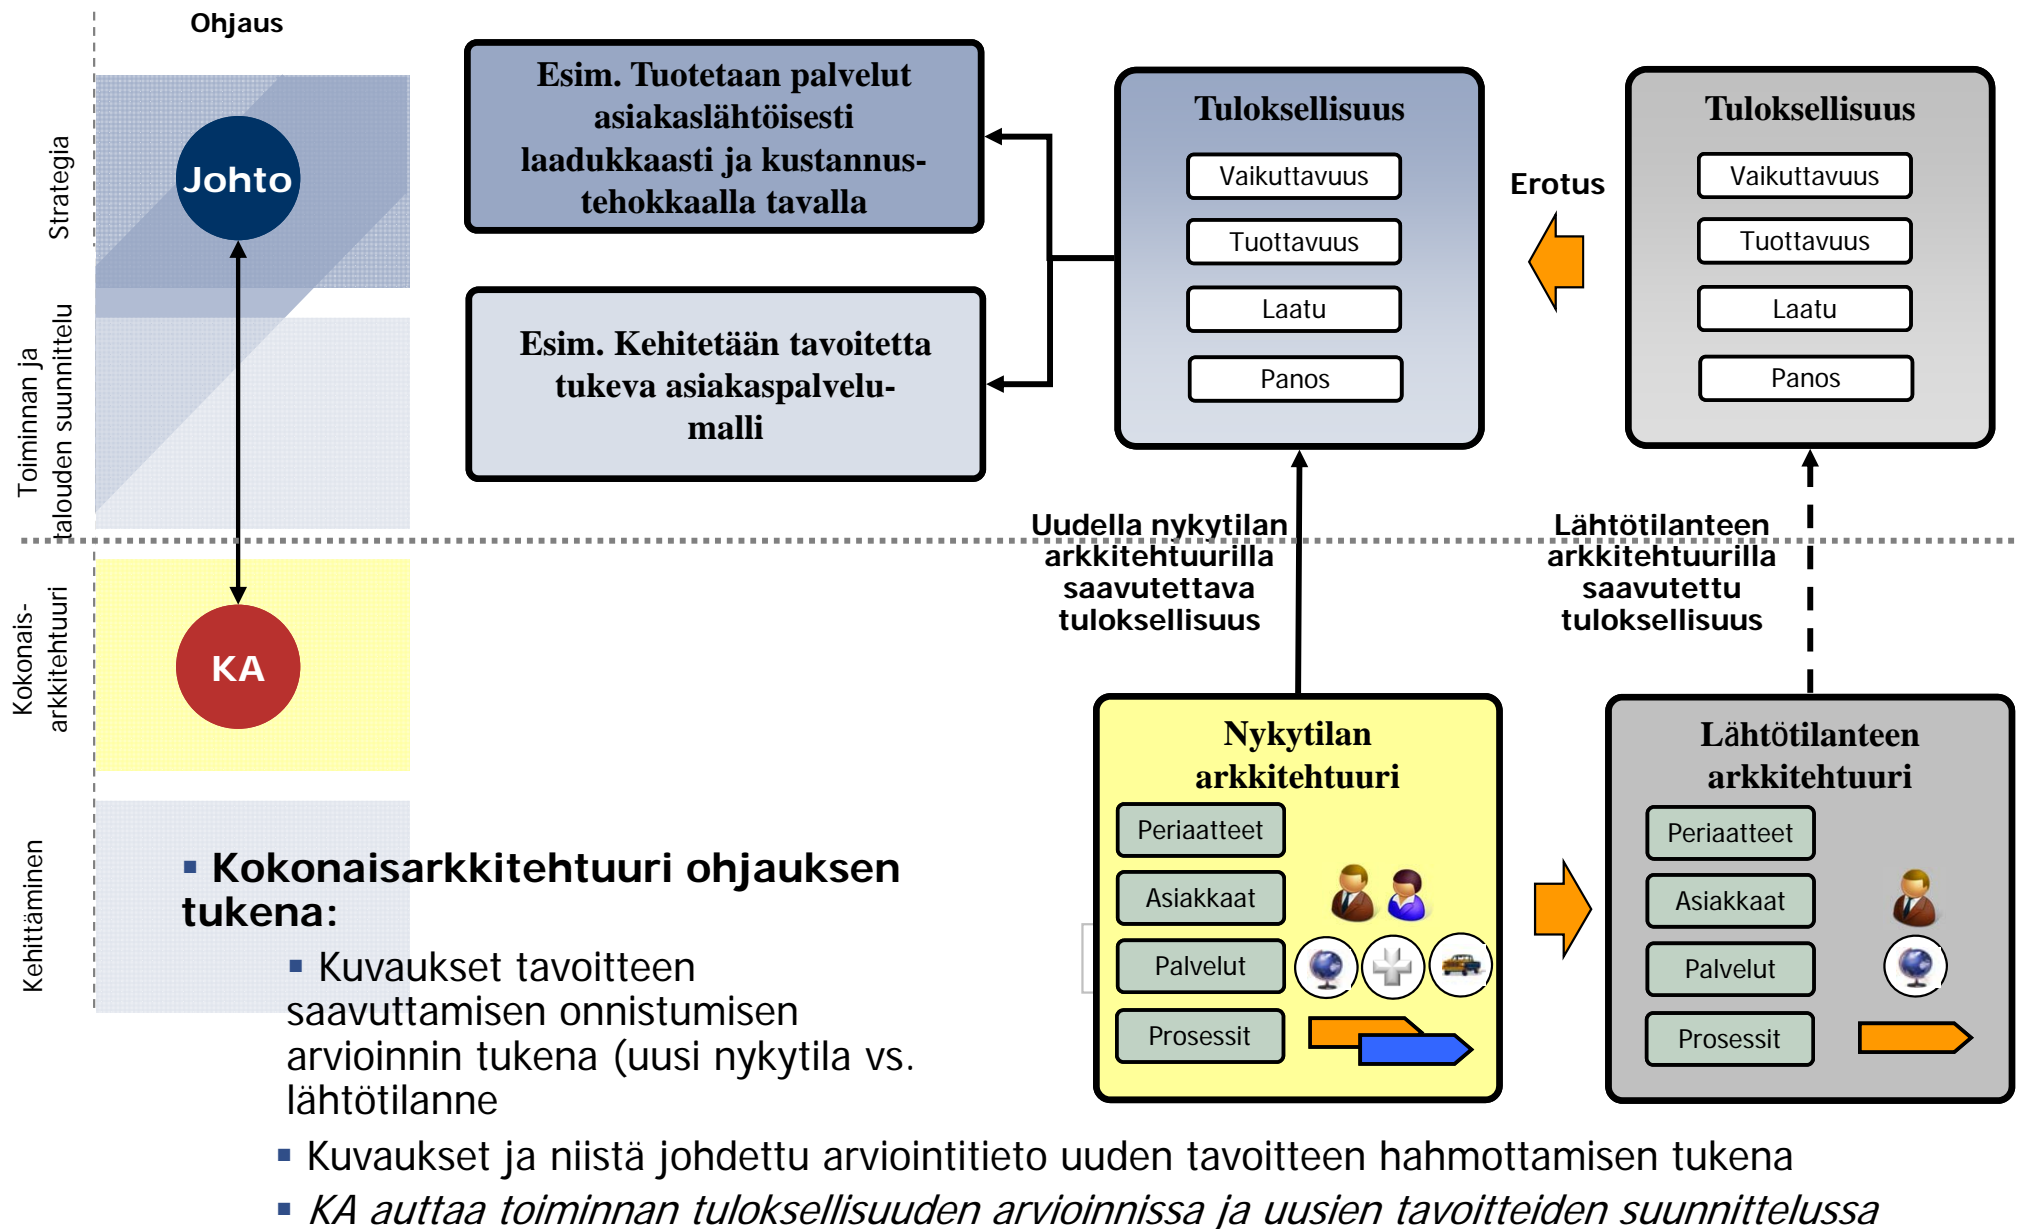 Ohjaus
Strategia
Toiminnan ja
talouden suunnittelu
Kokonais-
arkkitehtuuri
Kehittäminen
Johto
KA
Esim. Tuotetaan palvelut
asiakaslähtöisesti
laadukkaasti ja kustannus-
tehokkaalla tavalla
Esim. Kehitetään tavoitetta
tukeva asiakaspalvelu-
malli
Tuloksellisuus
Vaikuttavuus
Tuottavuus
Laatu
Panos
Erotus
Tuloksellisuus
Vaikuttavuus
Tuottavuus
Laatu
Panos
Uudella nykytilan
arkkitehtuurilla
saavutettava
tuloksellisuus
Lähtötilanteen
arkkitehtuurilla
saavutettu
tuloksellisuus
Nykytilan
arkkitehtuuri
Periaatteet
Asiakkaat
Palvelut
Prosessit
Lähtötilanteen
arkkitehtuuri
Periaatteet
Asiakkaat
Palvelut
Prosessit
▪ Kokonaisarkkitehtuuri ohjauksen
tukena:
▪ Kuvaukset tavoitteen
saavuttamisen onnistumisen
arvioinnin tukena (uusi nykytila vs.
lähtötilanne
▪ Kuvaukset ja niistä johdettu arviointitieto uuden tavoitteen hahmottamisen tukena
▪ KA auttaa toiminnan tuloksellisuuden arvioinnissa ja uusien tavoitteiden suunnittelussa